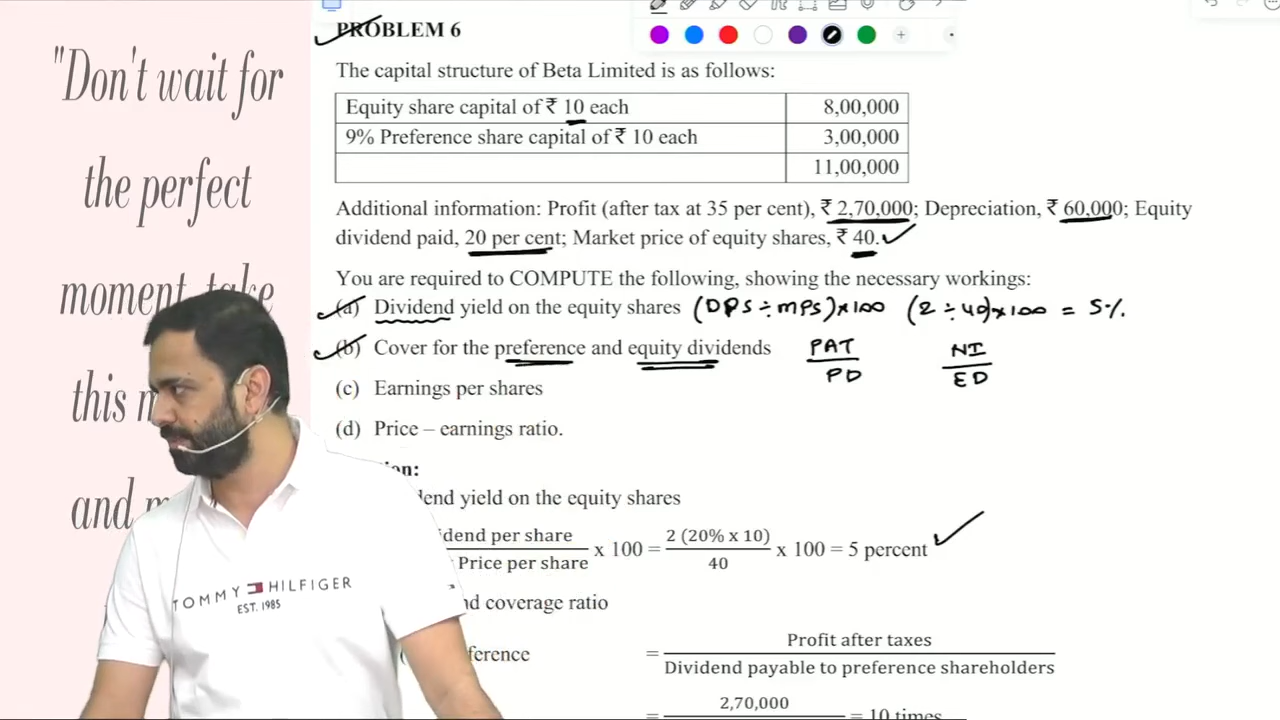 "Don't wait for
the perfect
moment, take
this m
and m
PROBLEM 6
The capital structure of Beta Limited is as follows:
Equity share capital of ₹ 10 each 8,00,000
9% Preference share capital of ₹ 10 each 3,00,000
11,00,000
Additional information: Profit (after tax at 35 per cent), ₹ 2,70,000; Depreciation, ₹ 60,000; Equity
dividend paid, 20 per cent; Market price of equity shares, ₹ 40.
You are required to COMPUTE the following, showing the necessary workings:
(a) Dividend yield on the equity shares (DPS ÷ MPS) x 100 (2 ÷ 40) x 100 = 5%
(b) Cover for the preference and equity dividends PAT/PD NI/ED
(c) Earnings per shares
(d) Price – earnings ratio.
ion:
dend yield on the equity shares
idend per share / Price per share x 100 = 2 (20% x 10) / 40 x 100 = 5 percent
nd coverage ratio
ference = Profit after taxes / Dividend payable to preference shareholders
= 2,70,000 = 10 times
TOMMY HILFIGER
EST. 1985